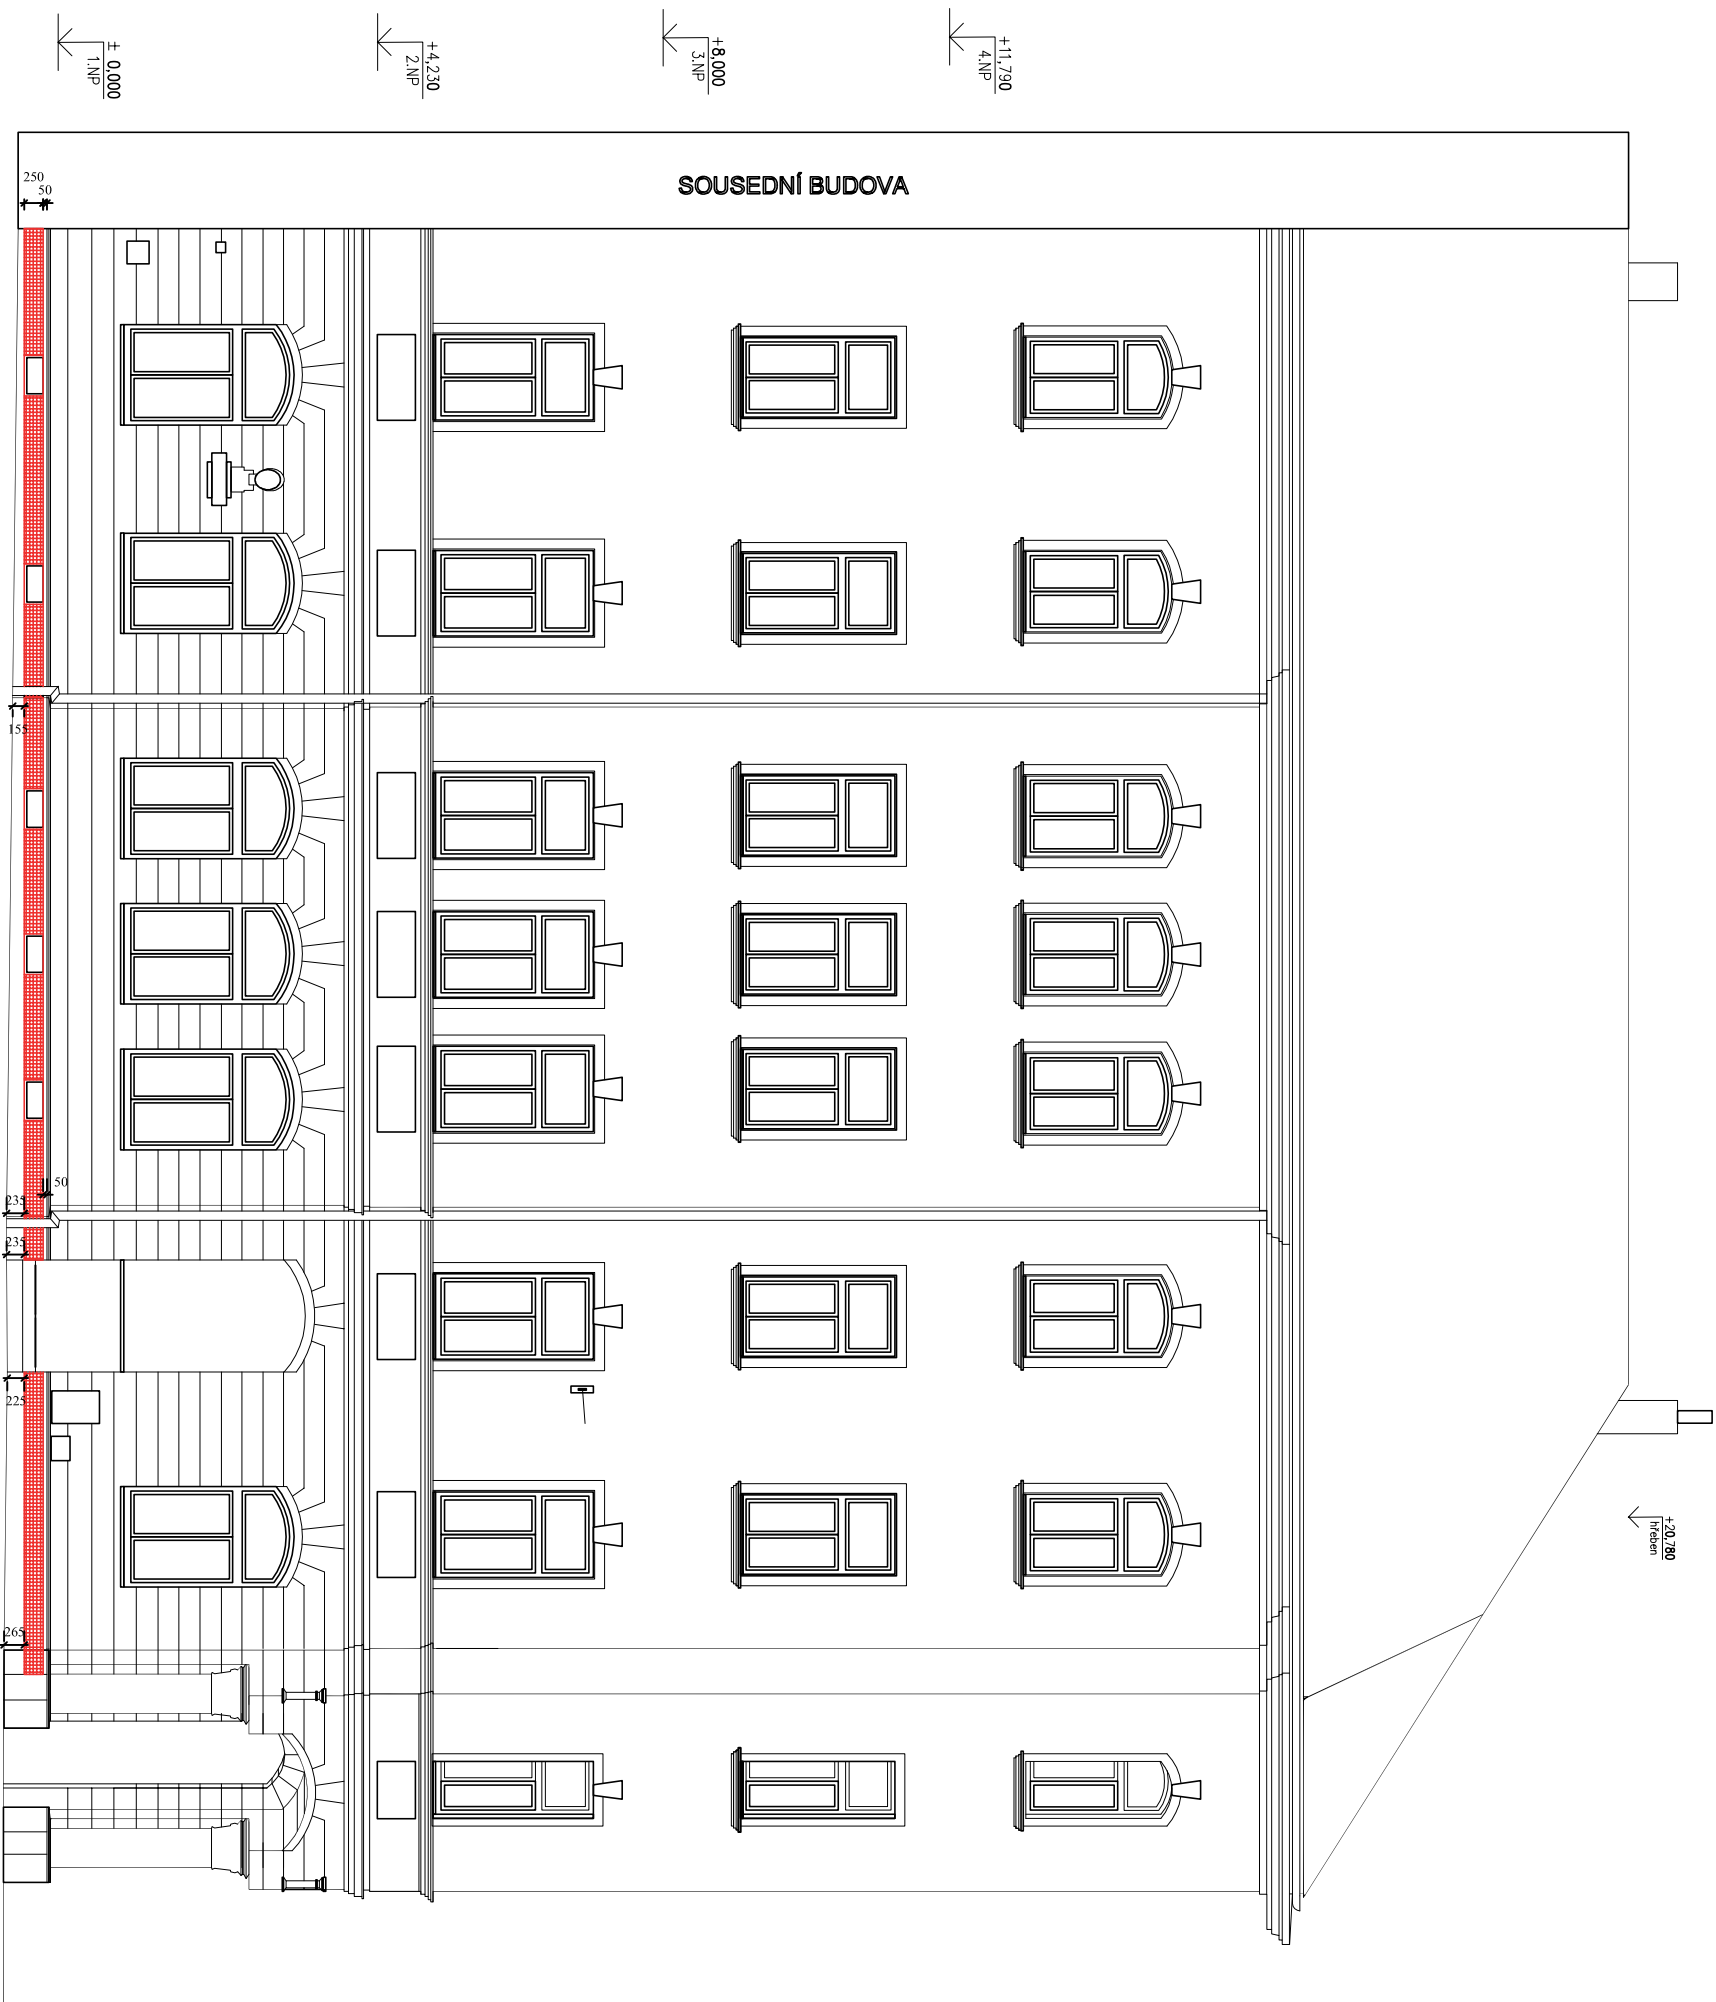 ± 0,000
1.NP
+4,230
2.NP
+8,000
3.NP
+11,790
4.NP
SOUSEDNÍ BUDOVA
250
50
155
50
235
235
225
265
+20,780
hřeben